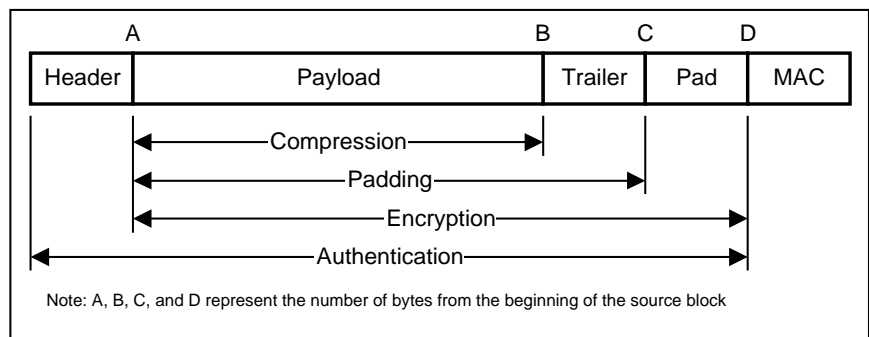 A B C D
Header Payload Trailer Pad MAC
Compression
Padding
Encryption
Authentication
Note: A, B, C, and D represent the number of bytes from the beginning of the source block